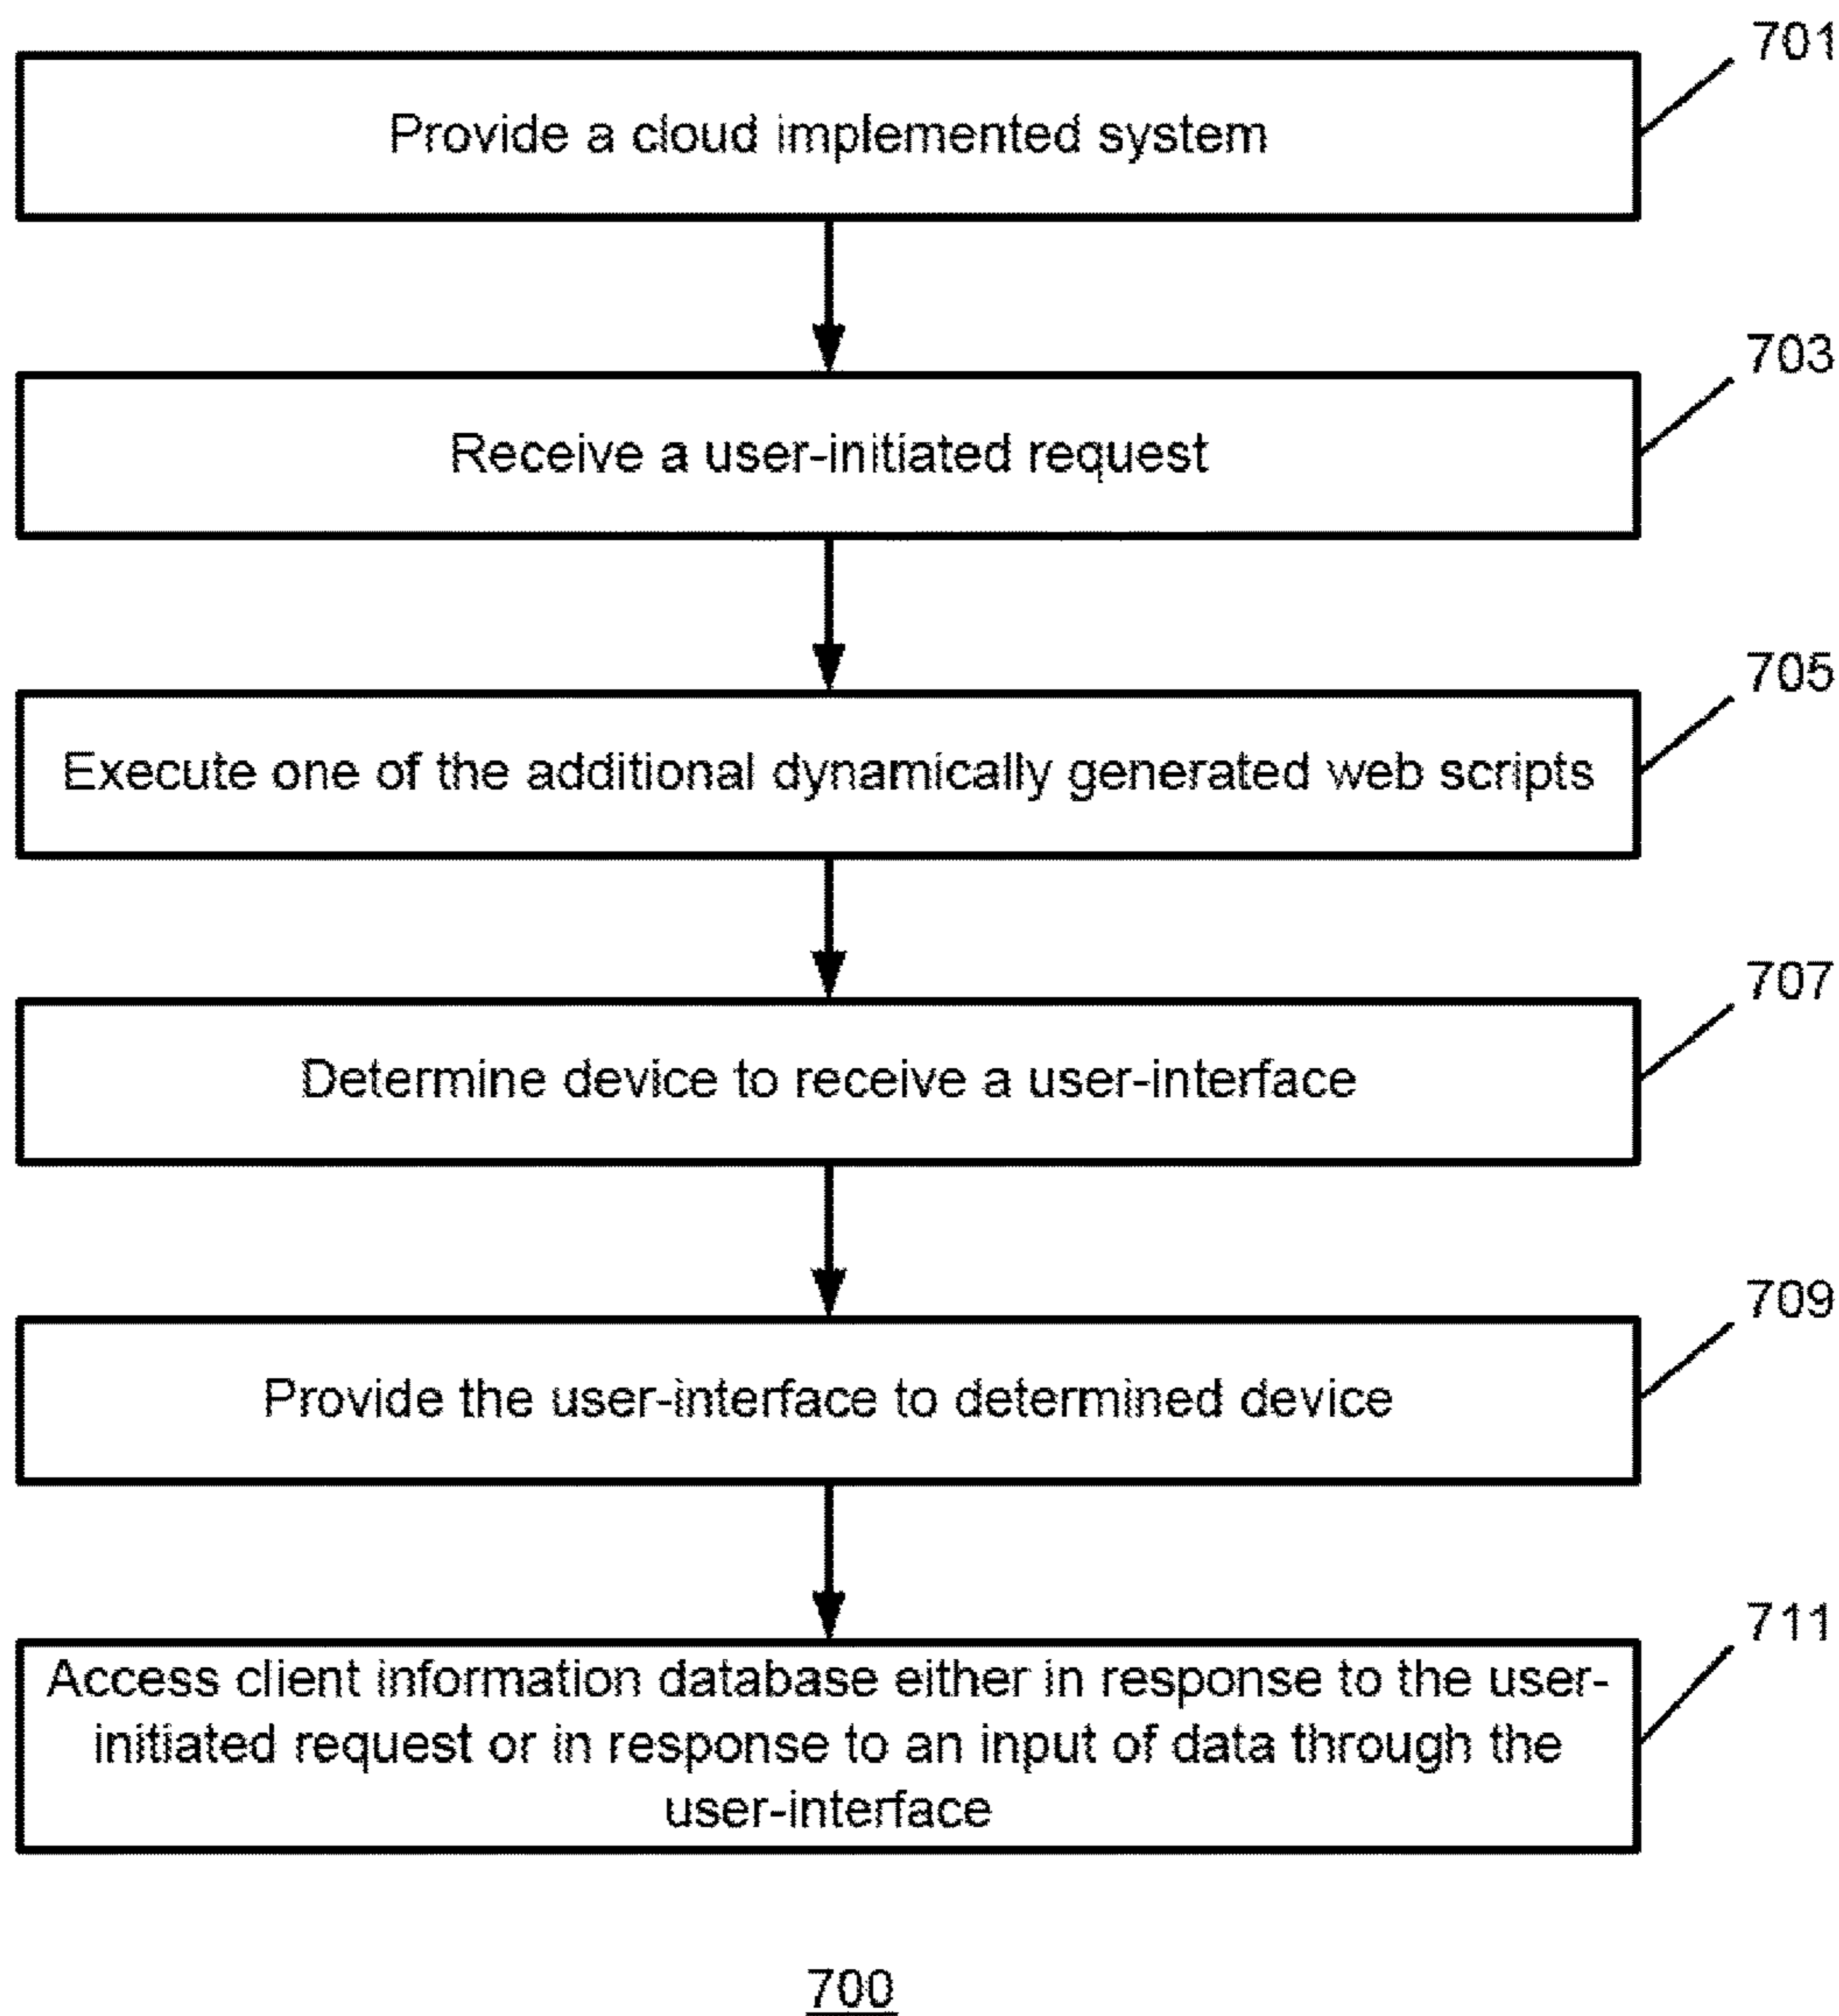 701
Provide a cloud implemented system
703
Receive a user-initiated request
705
Execute one of the additional dynamically generated web scripts
707
Determine device to receive a user-interface
709
Provide the user-interface to determined device
711
Access client information database either in response to the user-
initiated request or in response to an input of data through the
user-interface
700